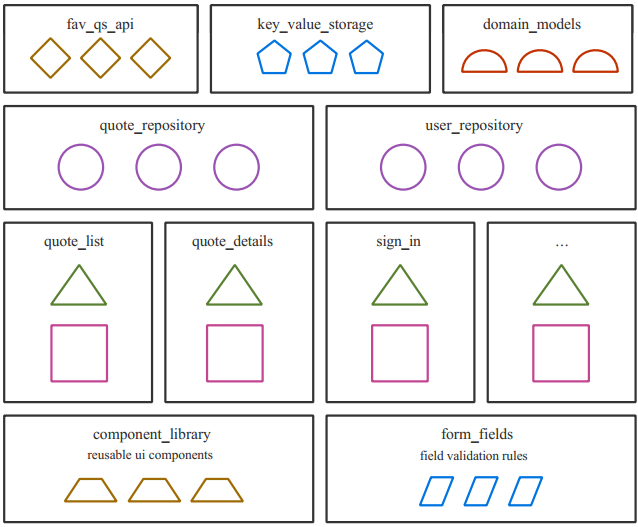 fav_qs_api
key_value_storage
domain_models
quote_repository
user_repository
quote_list
quote_details
sign_in
...
component_library
reusable ui components
form_fields
field validation rules